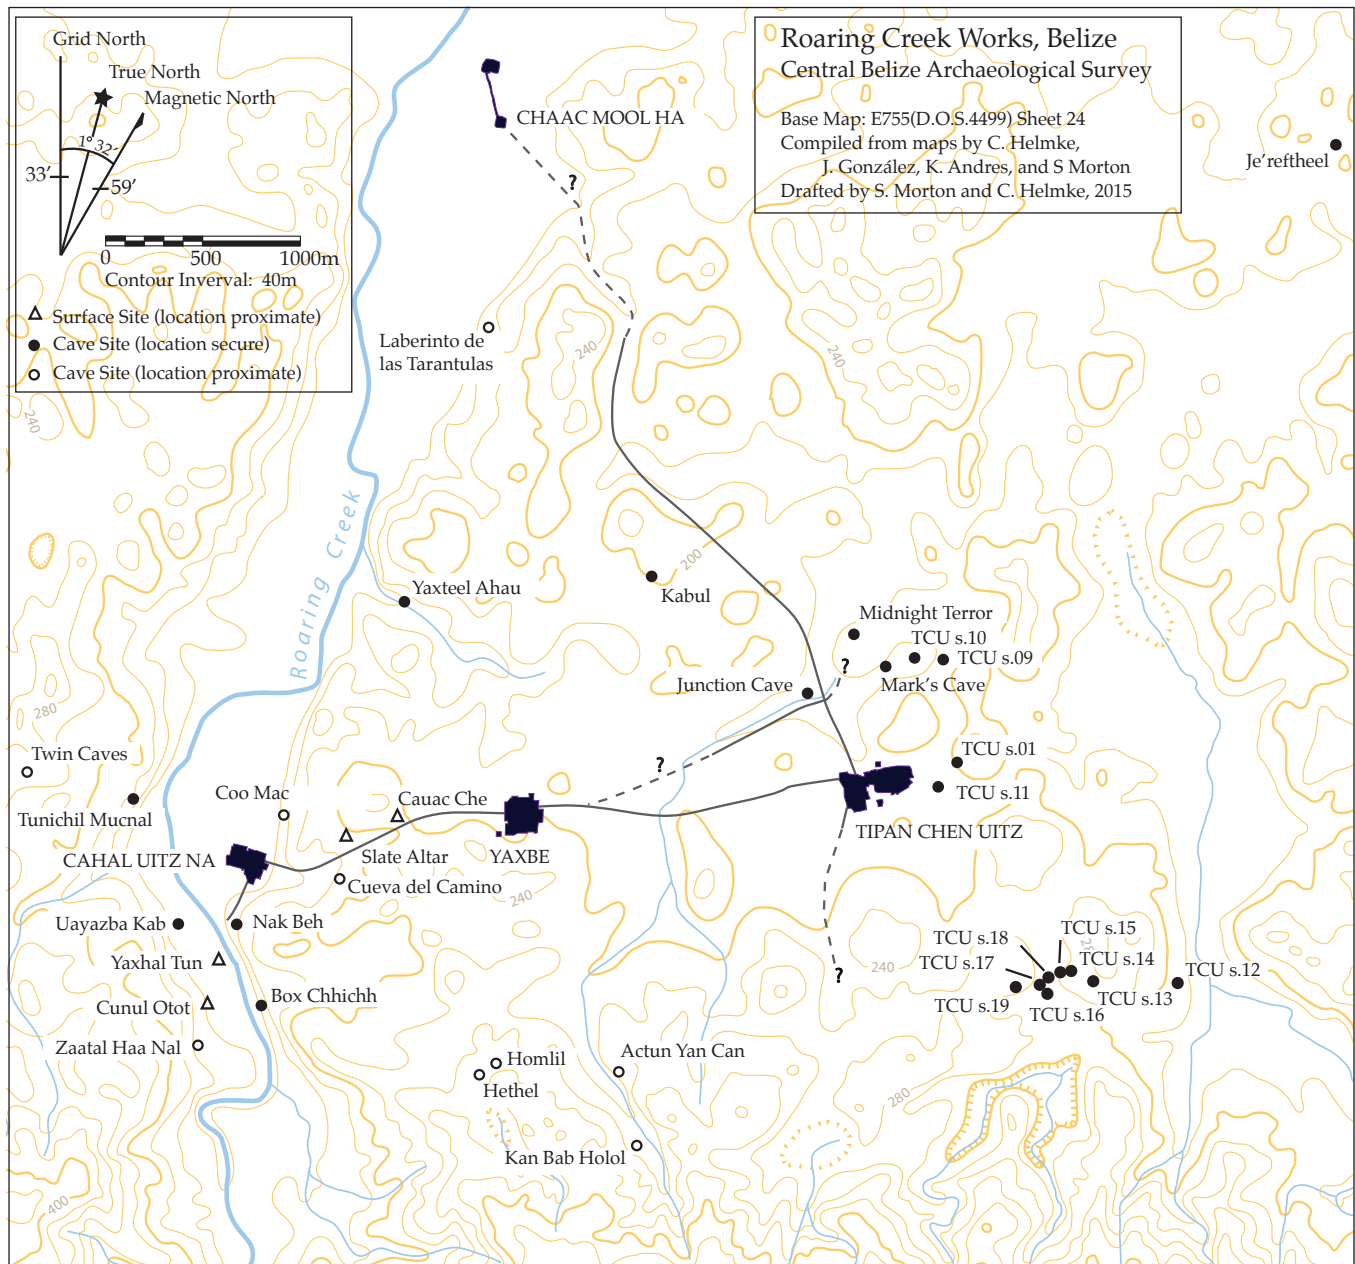 Grid North
True North
Magnetic North
1° 32'
33'
59'
0
500
1000m
Contour Inverval: 40m
Surface Site (location proximate)
Cave Site (location secure)
Cave Site (location proximate)
Roaring Creek Works, Belize
Central Belize Archaeological Survey
Base Map: E755(D.O.S.4499) Sheet 24
Compiled from maps by C. Helmke,
J. González, K. Andres, and S Morton
Drafted by S. Morton and C. Helmke, 2015
CHAAC MOOL HA
?
Je'reftheel
Laberinto de
las Tarantulas
240
240
240
Roaring Creek
200
Yaxteel Ahau
Kabul
Midnight Terror
TCU s.10
TCU s.09
?
Mark's Cave
Junction Cave
280
Twin Caves
TCU s.01
?
TCU s.11
Coo Mac
Cauac Che
Tunichil Mucnal
TIPAN CHEN UITZ
CAHAL UITZ NA
Slate Altar
YAXBE
Cueva del Camino
240
Uayazba Kab
Nak Beh
TCU s.15
TCU s.18
28
TCU s.14
TCU s.17
Yaxhal Tun
?
240
TCU s.12
TCU s.13
TCU s.19
TCU s.16
Box Chhichh
Cunul Otot
Zaatal Haa Nal
Homlil
Actun Yan Can
Hethel
280
Kan Bab Holol
400